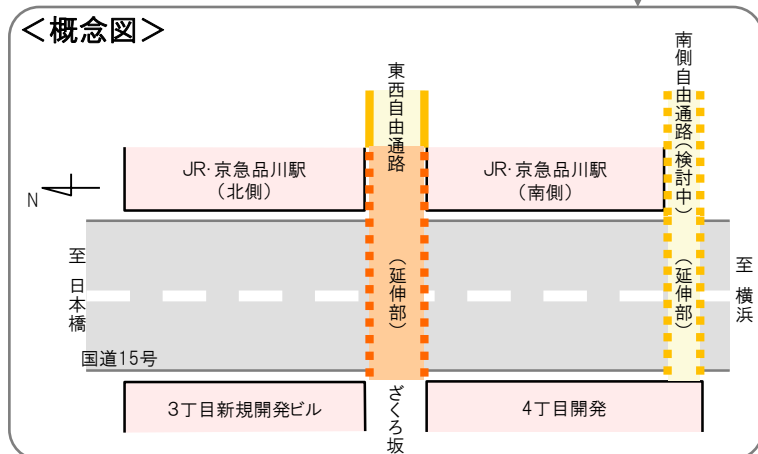 ＜概念図＞
東西自由通路
南側自由通路(検討中)
JR･京急品川駅
（北側）
JR･京急品川駅
（南側）
N
至 日本橋
（延伸部）
（延伸部）
至 横浜
国道15号
3丁目新規開発ビル
ざくろ坂
4丁目開発